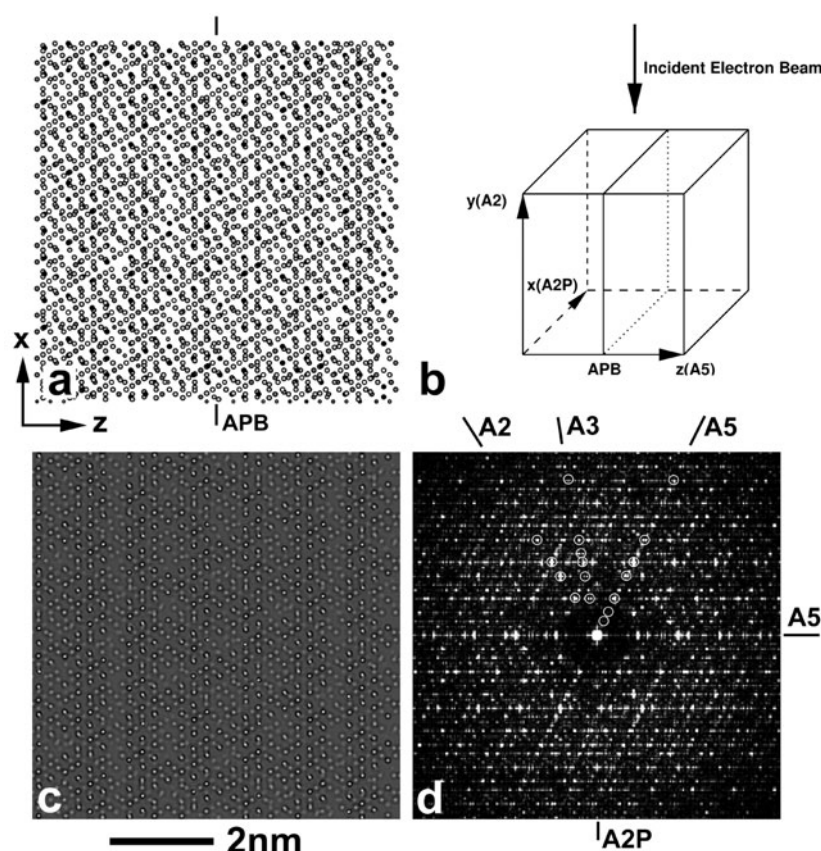 Incident Electron Beam
y(A2)
x(A2P)
x
a
b
APB
z(A5)
z
APB
A2
A3
A5
A5
c
d
2nm
A2P